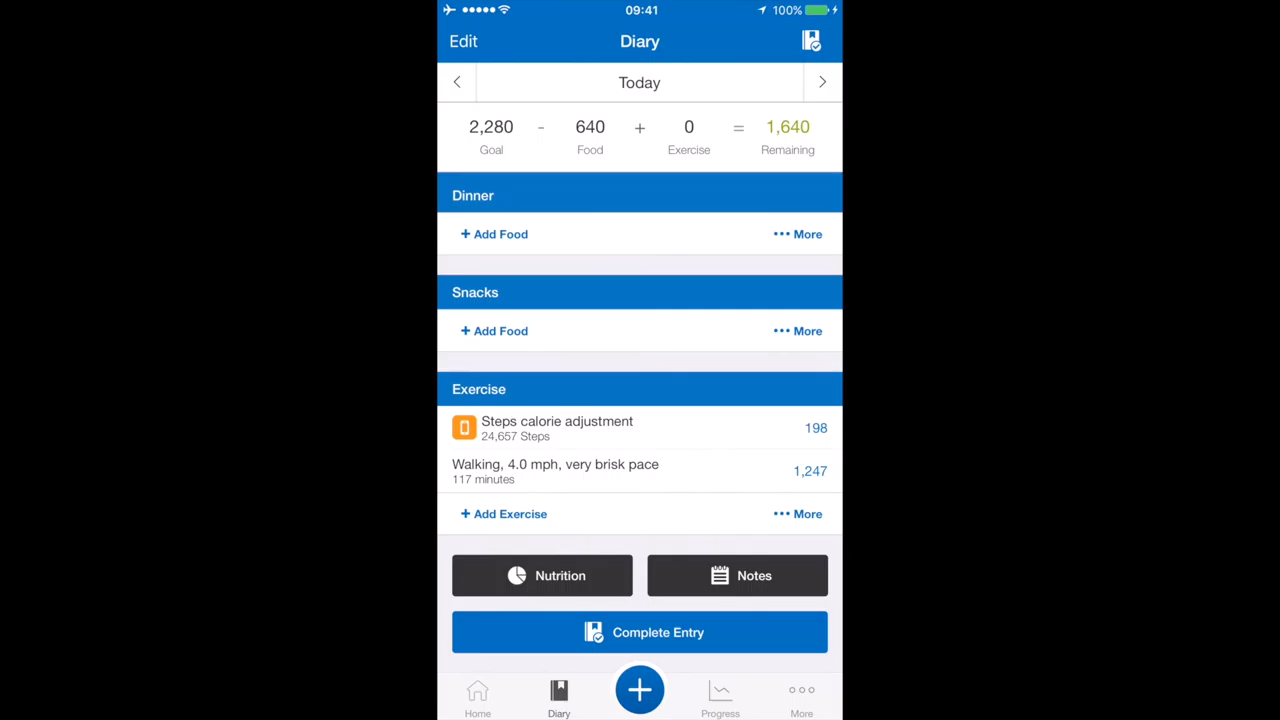 09:41 100%
Edit Diary
Today
2,280 - 640 + 0 = 1,640
Goal Food Exercise Remaining
Dinner
+ Add Food ••• More
Snacks
+ Add Food ••• More
Exercise
Steps calorie adjustment 198
24,657 Steps
Walking, 4.0 mph, very brisk pace 1,247
117 minutes
+ Add Exercise ••• More
Nutrition Notes
Complete Entry
Home Diary Progress More